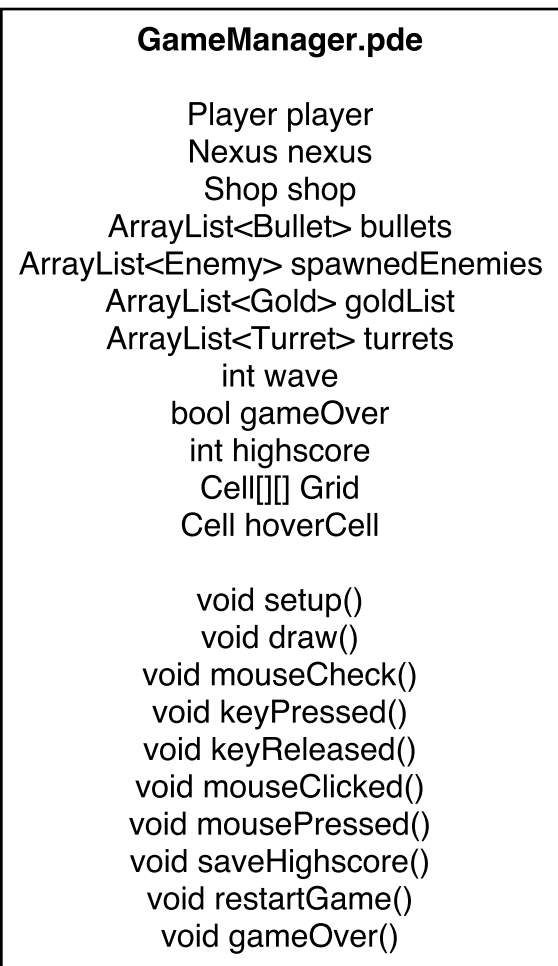 GameManager.pde
Player player
Nexus nexus
Shop shop
ArrayList<Bullet> bullets
ArrayList<Enemy> spawnedEnemies
ArrayList<Gold> goldList
ArrayList<Turret> turrets
int wave
bool gameOver
int highscore
Cell[][] Grid
Cell hoverCell
void setup()
void draw()
void mouseCheck()
void keyPressed()
void keyReleased()
void mouseClicked()
void mousePressed()
void saveHighscore()
void restartGame()
void gameOver()